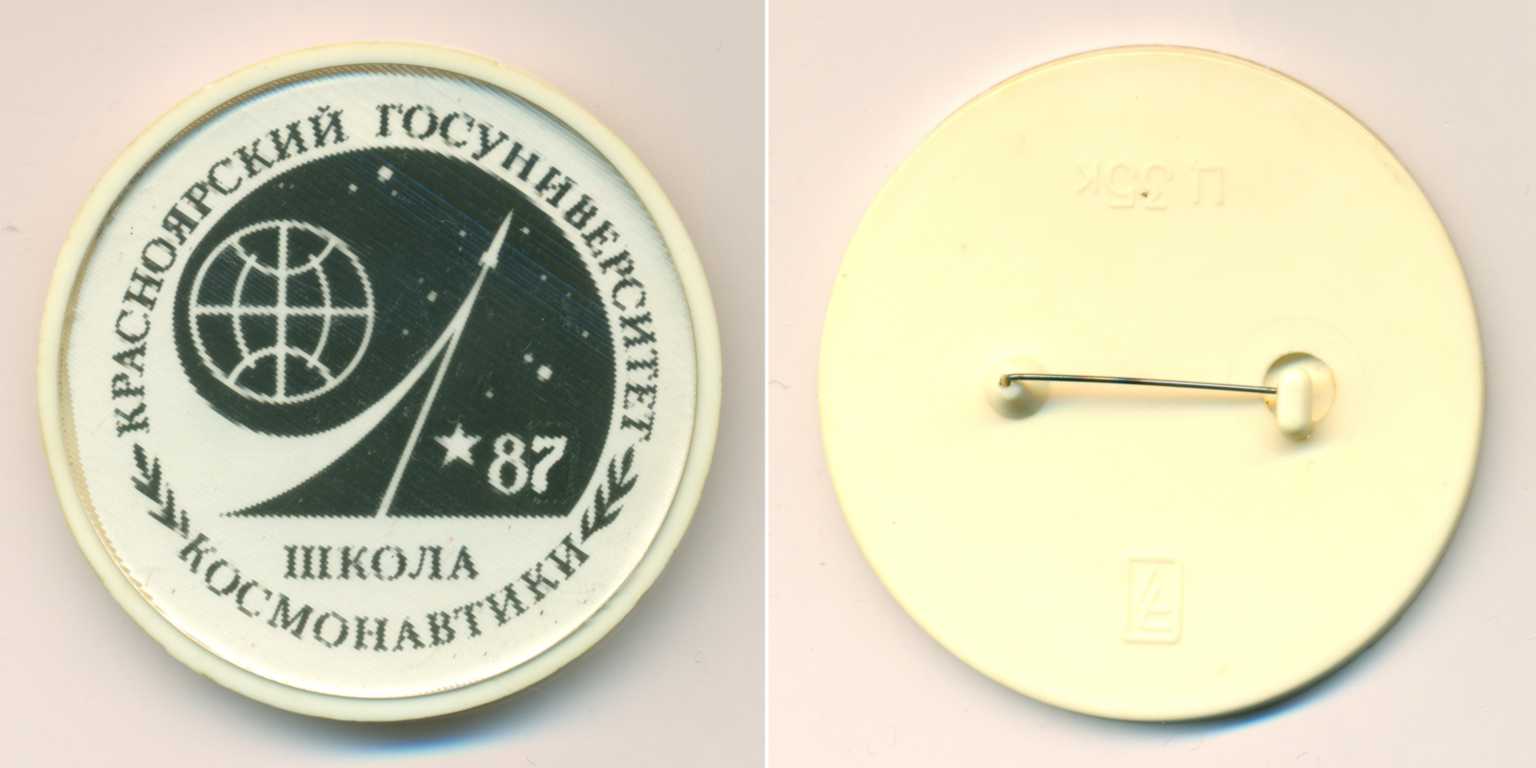 КРАСНОЯРСКИЙ ГОСУНИВЕРСИТЕТ
87
ШКОЛА
КОСМОНАВТИКИ
Ц 35к